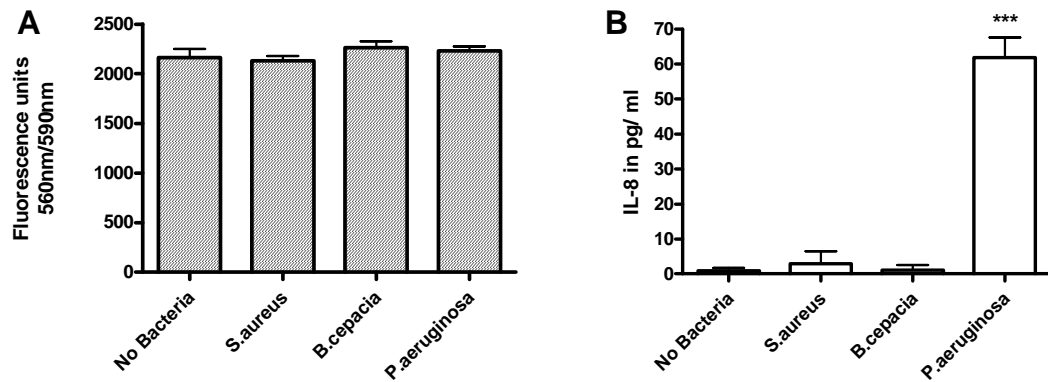 A
Fluorescence units
560nm/590nm
2500
2000
1500
1000
500
0
No Bacteria
S.aureus
B.cepacia
P.aeruginosa
B
IL-8 in pg/ ml
70
60
50
40
30
20
10
0
***
No Bacteria
S.aureus
B.cepacia
P.aeruginosa